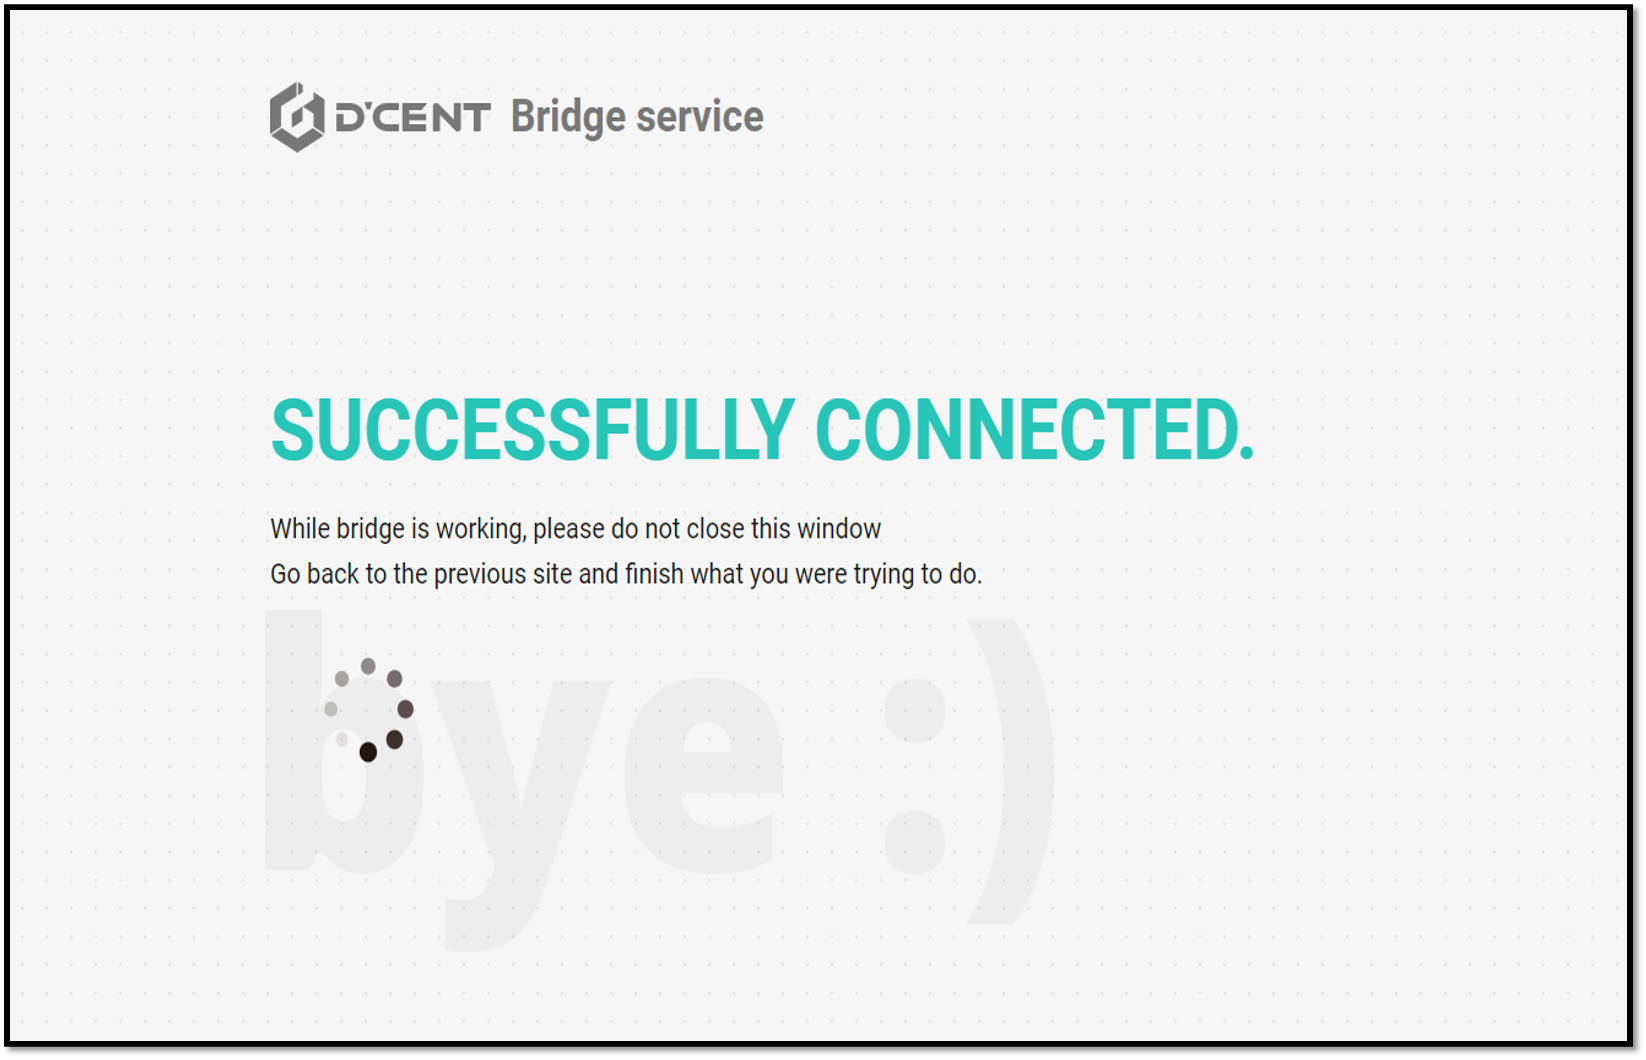 D'CENT Bridge service
SUCCESSFULLY CONNECTED.
While bridge is working, please do not close this window
Go back to the previous site and finish what you were trying to do.
bye :)